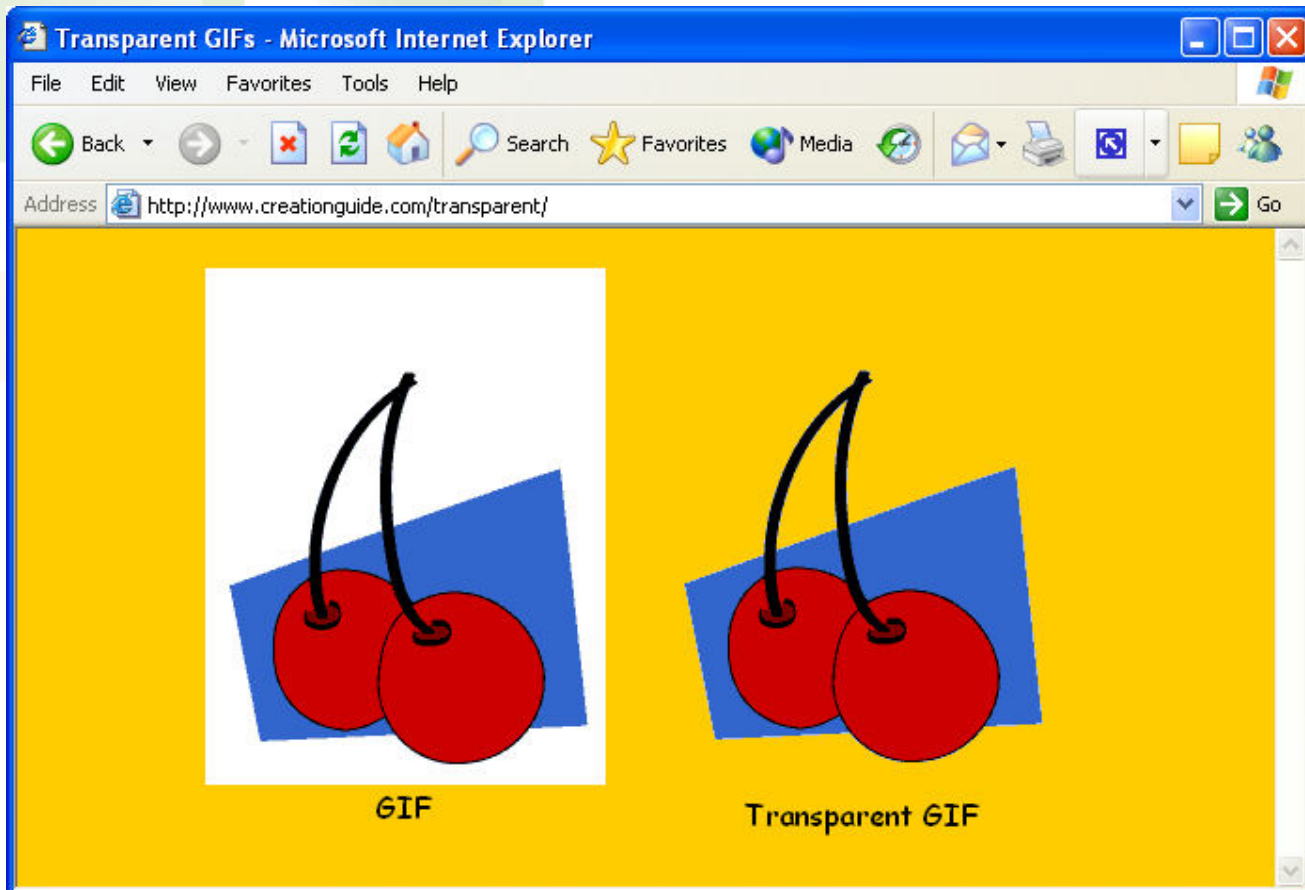 Transparent GIFs - Microsoft Internet Explorer
File Edit View Favorites Tools Help
Back Search Favorites Media
Address http://www.creationguide.com/transparent/ Go
GIF
Transparent GIF